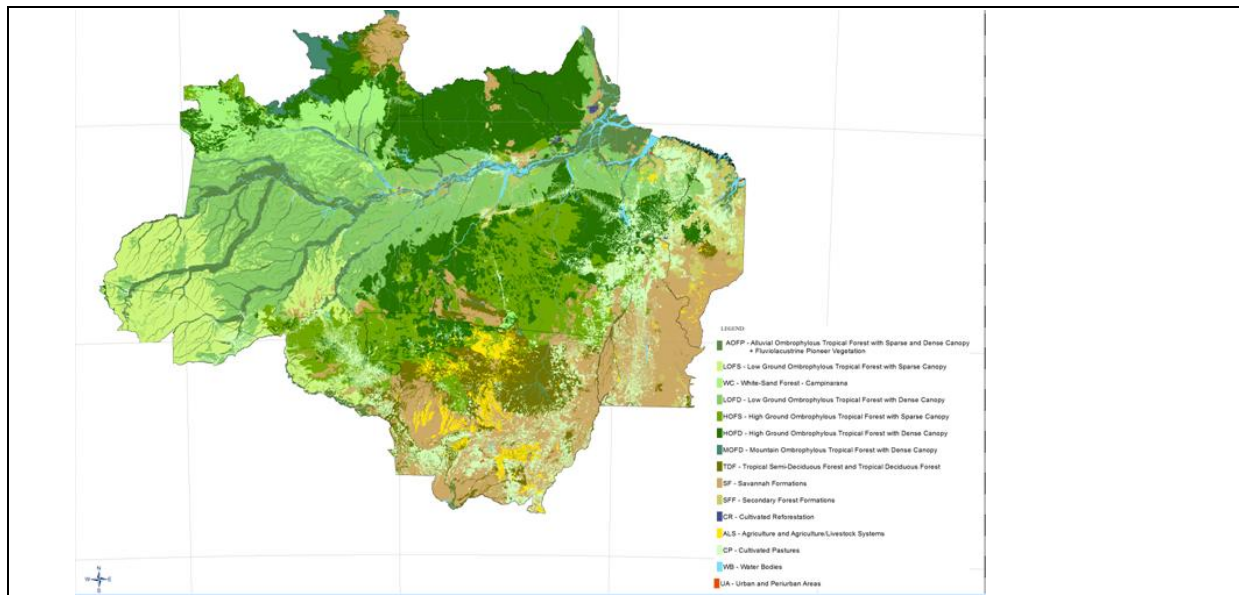 LEGEND
AOFP - Alluvial Ombrophylous Tropical Forest with Sparse and Dense Canopy
+ Fluviolacustrine Pioneer Vegetation
LOFS - Low Ground Ombrophylous Tropical Forest with Sparse Canopy
WC - White-Sand Forest - Campinarana
LOFD - Low Ground Ombrophylous Tropical Forest with Dense Canopy
HOFS - High Ground Ombrophylous Tropical Forest with Sparse Canopy
HOFD - High Ground Ombrophylous Tropical Forest with Dense Canopy
MOFD - Mountain Ombrophylous Tropical Forest with Dense Canopy
TDF - Tropical Semi-Deciduous Forest and Tropical Deciduous Forest
SF - Savannah Formations
SFF - Secondary Forest Formations
CR - Cultivated Reforestation
ALS - Agriculture and Agriculture/Livestock Systems
CP - Cultivated Pastures
WB - Water Bodies
UA - Urban and Periurban Areas
N
W E
S